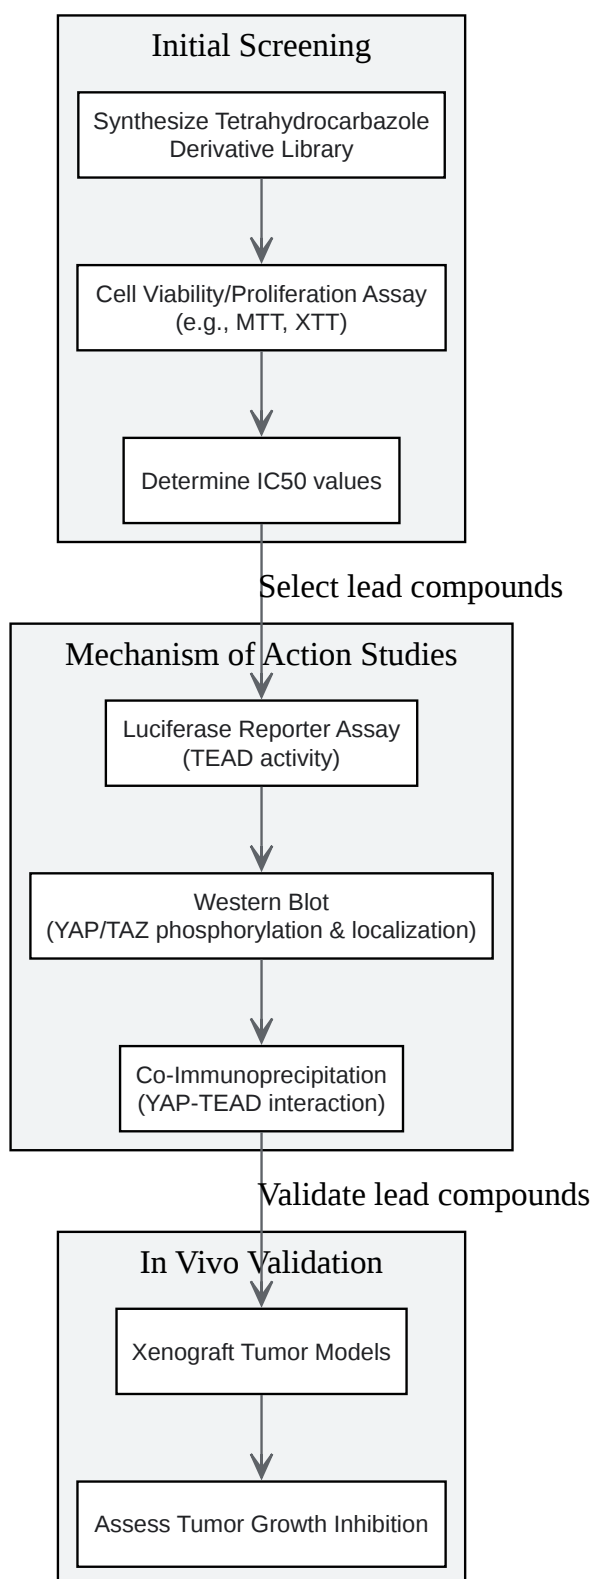 Initial Screening
Synthesize Tetrahydrocarbazole
Derivative Library
Cell Viability/Proliferation Assay
(e.g., MTT, XTT)
Determine IC50 values
Select lead compounds
Mechanism of Action Studies
Luciferase Reporter Assay
(TEAD activity)
Western Blot
(YAP/TAZ phosphorylation & localization)
Co-Immunoprecipitation
(YAP-TEAD interaction)
Validate lead compounds
In Vivo Validation
Xenograft Tumor Models
Assess Tumor Growth Inhibition